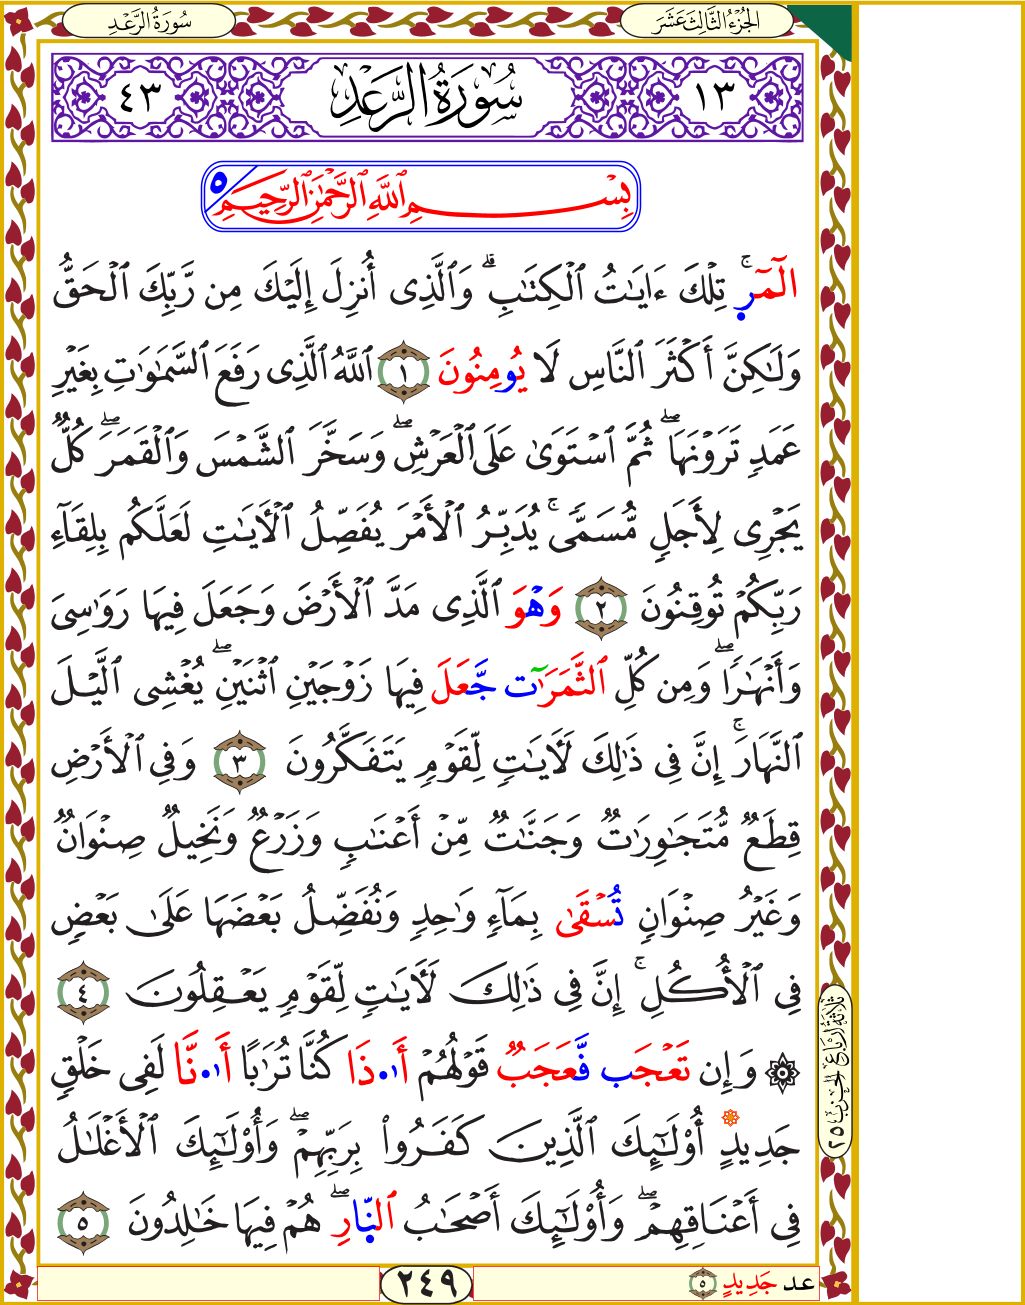 الجُزْءُ الثَّالِثَ عَشَرَ
سُورَةُ الرَّعْدِ
١٣ سُورَةُ الرَّعْدِ ٤٣
بِسْمِ ٱللَّهِ ٱلرَّحْمَٰنِ ٱلرَّحِيمِ ٥
الٓمٓرۚ تِلْكَ ءَايَٰتُ ٱلْكِتَٰبِۗ وَٱلَّذِى أُنزِلَ إِلَيْكَ مِن رَّبِّكَ ٱلْحَقُّ
وَلَٰكِنَّ أَكْثَرَ ٱلنَّاسِ لَا يُومِنُونَ ١ ٱللَّهُ ٱلَّذِى رَفَعَ ٱلسَّمَٰوَٰتِ بِغَيْرِ
عَمَدٍ تَرَوْنَهَاۖ ثُمَّ ٱسْتَوَىٰ عَلَى ٱلْعَرْشِۖ وَسَخَّرَ ٱلشَّمْسَ وَٱلْقَمَرَۖ كُلٌّ
يَجْرِى لِأَجَلٍ مُّسَمًّىۚ يُدَبِّرُ ٱلْأَمْرَ يُفَصِّلُ ٱلْأٓيَٰتِ لَعَلَّكُم بِلِقَآءِ
رَبِّكُمْ تُوقِنُونَ ٢ وَهْوَ ٱلَّذِى مَدَّ ٱلْأَرْضَ وَجَعَلَ فِيهَا رَوَٰسِىَ
وَأَنْهَٰرًاۖ وَمِن كُلِّ ٱلثَّمَرَٰٓت جَّعَلَ فِيهَا زَوْجَيْنِ ٱثْنَيْنِۖ يُغْشِى ٱلَّيْلَ
ٱلنَّهَارَۚ إِنَّ فِى ذَٰلِكَ لَأٓيَٰتٍ لِّقَوْمٍ يَتَفَكَّرُونَ ٣ وَفِى ٱلْأَرْضِ
قِطَعٌ مُّتَجَٰوِرَٰتٌ وَجَنَّٰتٌ مِّنْ أَعْنَٰبٍ وَزَرْعٌ وَنَخِيلٌ صِنْوَانٌ
وَغَيْرُ صِنْوَانٍ تُسْقَىٰ بِمَآءٍ وَٰحِدٍ وَنُفَضِّلُ بَعْضَهَا عَلَىٰ بَعْضٍ
فِى ٱلْأُكُلِۚ إِنَّ فِى ذَٰلِكَ لَأٓيَٰتٍ لِّقَوْمٍ يَعْقِلُونَ ٤
۞ وَإِن تَعْجَب فَّعَجَبٌ قَوْلُهُمْ أَ۟ىٰذَا كُنَّا تُرَٰبًا أَ۟ىٰنَّا لَفِى خَلْقٍ
جَدِيدٍ أُوْلَٰٓئِكَ ٱلَّذِينَ كَفَرُوا۟ بِرَبِّهِمْۖ وَأُوْلَٰٓئِكَ ٱلْأَغْلَٰلُ
فِى أَعْنَاقِهِمْۖ وَأُوْلَٰٓئِكَ أَصْحَٰبُ ٱلنّ۪ارِۖ هُمْ فِيهَا خَٰلِدُونَ ٥
ثلاثة أرباع الحزب ٢٥
عد جَدِيدٍ ٥
٢٤٩